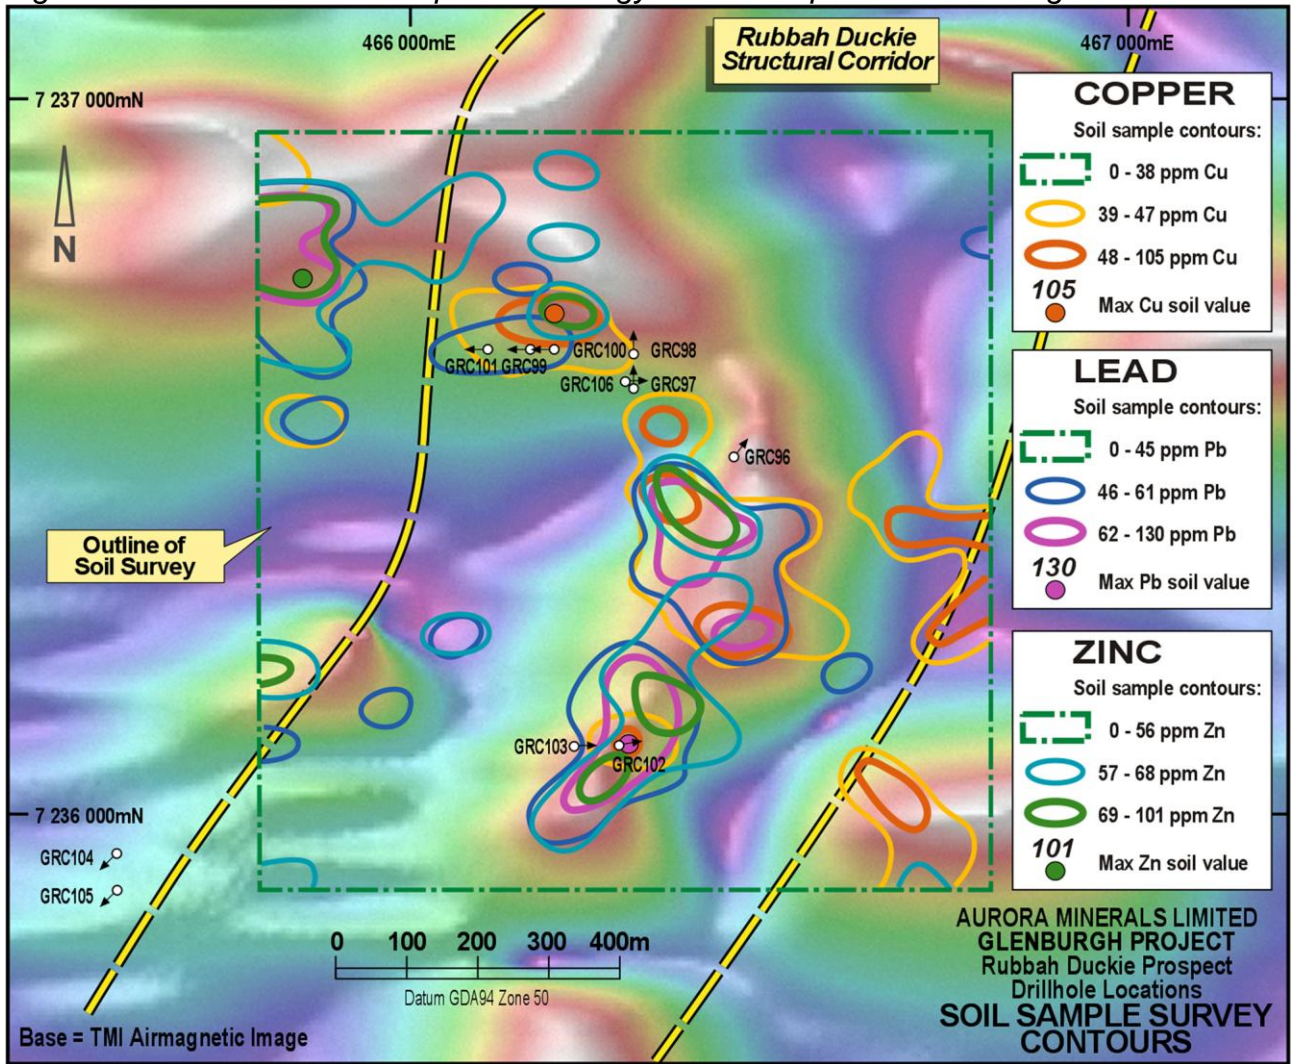 466 000mE
Rubbah Duckie
Structural Corridor
467 000mE
7 237 000mN
N
COPPER
Soil sample contours:
0 - 38 ppm Cu
39 - 47 ppm Cu
48 - 105 ppm Cu
105
Max Cu soil value
GRC101 GRC99
GRC100
GRC98
GRC106
GRC97
GRC96
LEAD
Soil sample contours:
0 - 45 ppm Pb
46 - 61 ppm Pb
62 - 130 ppm Pb
130
Max Pb soil value
Outline of
Soil Survey
ZINC
Soil sample contours:
0 - 56 ppm Zn
57 - 68 ppm Zn
69 - 101 ppm Zn
101
Max Zn soil value
GRC103
GRC102
7 236 000mN
GRC104
GRC105
0 100 200 300 400m
Datum GDA94 Zone 50
Base = TMI Airmagnetic Image
AURORA MINERALS LIMITED
GLENBURGH PROJECT
Rubbah Duckie Prospect
Drillhole Locations
SOIL SAMPLE SURVEY
CONTOURS